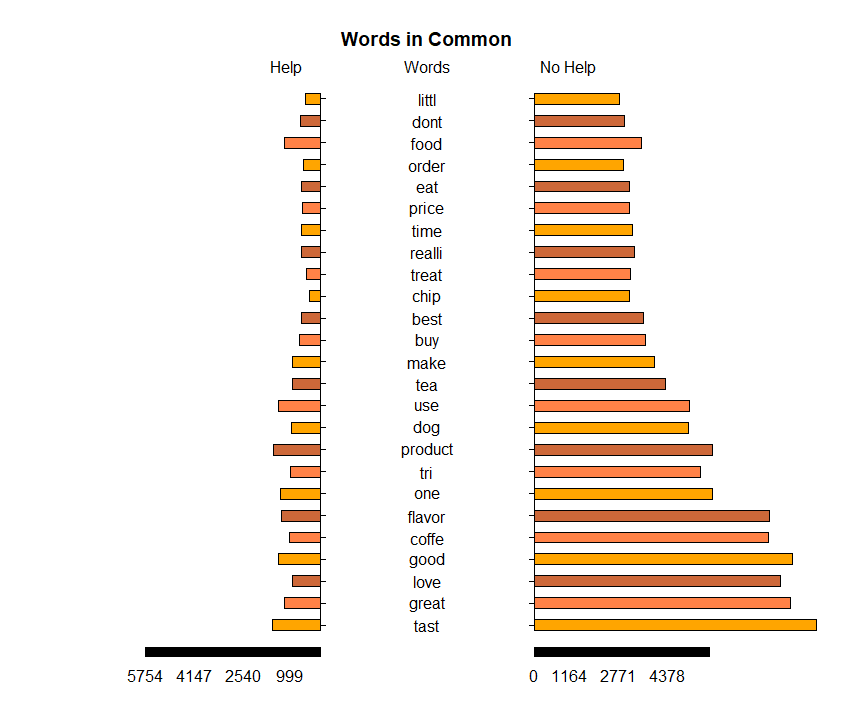 Words in Common
Help Words No Help
littl
dont
food
order
eat
price
time
realli
treat
chip
best
buy
make
tea
use
dog
product
tri
one
flavor
coffe
good
love
great
tast
5754 4147 2540 999 0 1164 2771 4378